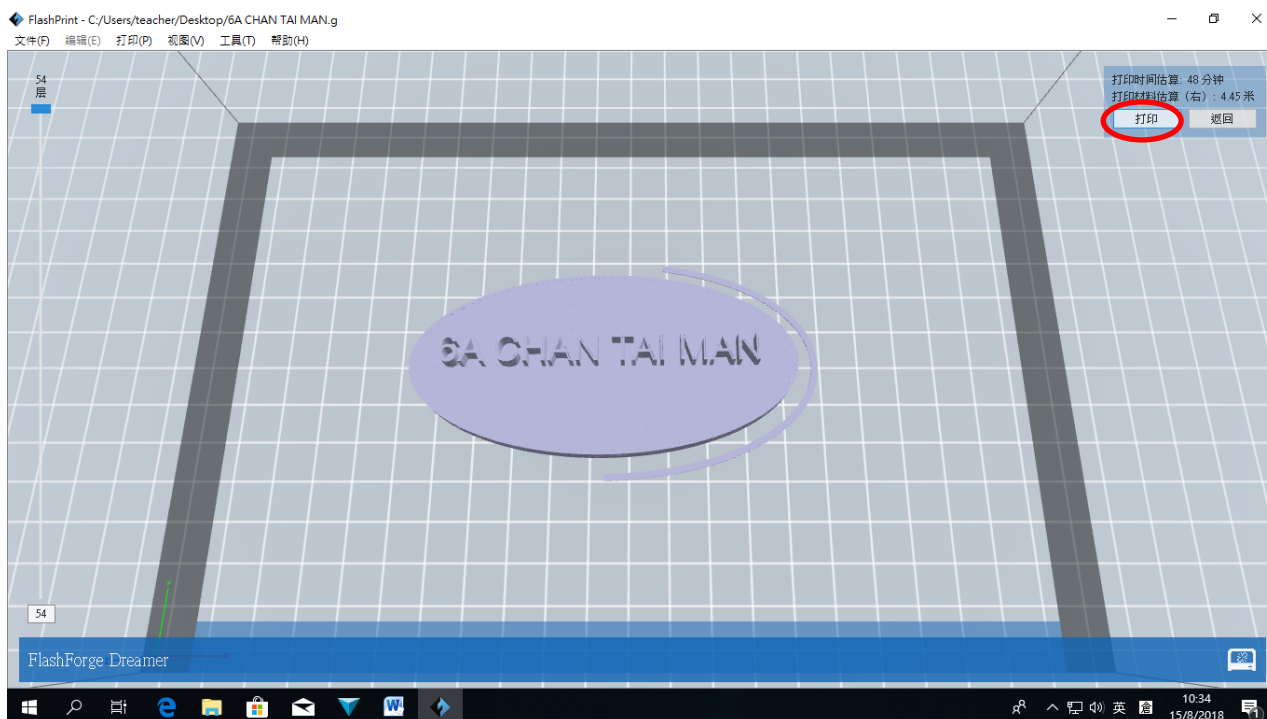 FlashPrint - C:/Users/teacher/Desktop/6A CHAN TAI MAN.g
文件(F) 编辑(E) 打印(P) 视图(V) 工具(T) 帮助(H)
54
层
打印时间估算: 48 分钟
打印材料估算（右）: 4.45 米
打印 返回
6A CHAN TAI MAN
Y
54
FlashForge Dreamer
英 倉 10:34
15/8/2018
1